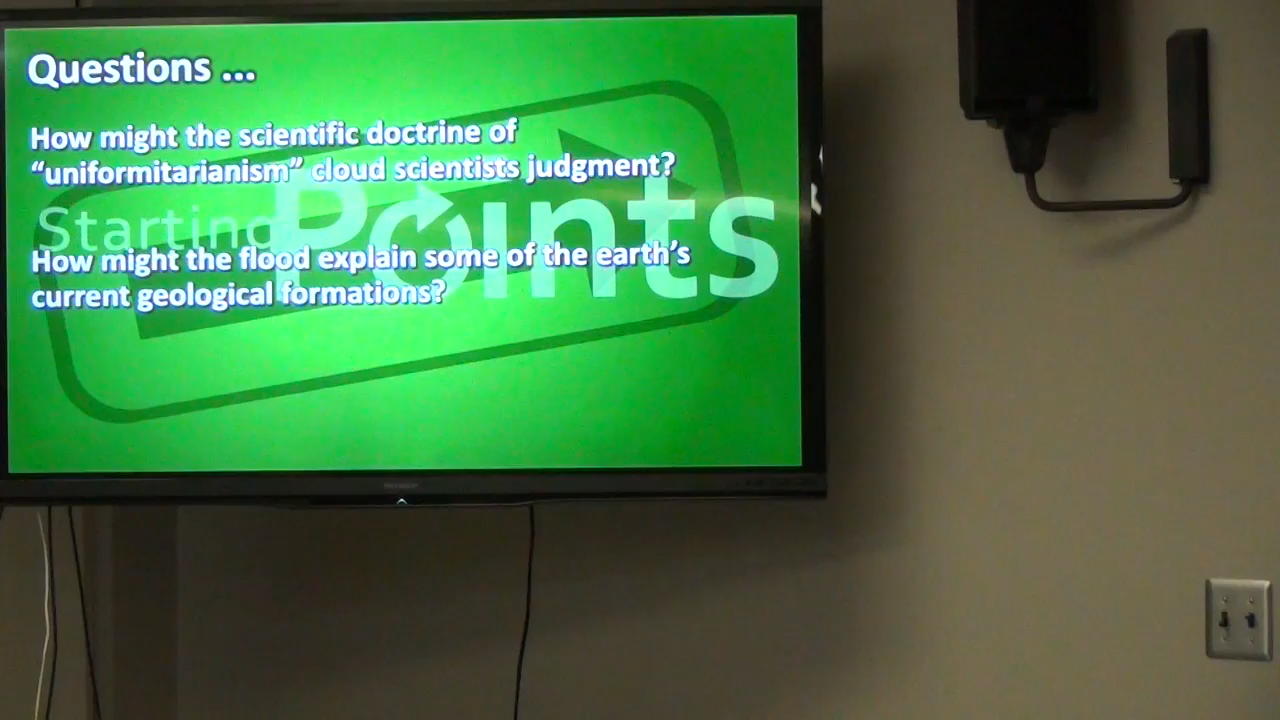 Questions ...
How might the scientific doctrine of
“uniformitarianism” cloud scientists judgment?
Starting Points
How might the flood explain some of the earth’s
current geological formations?